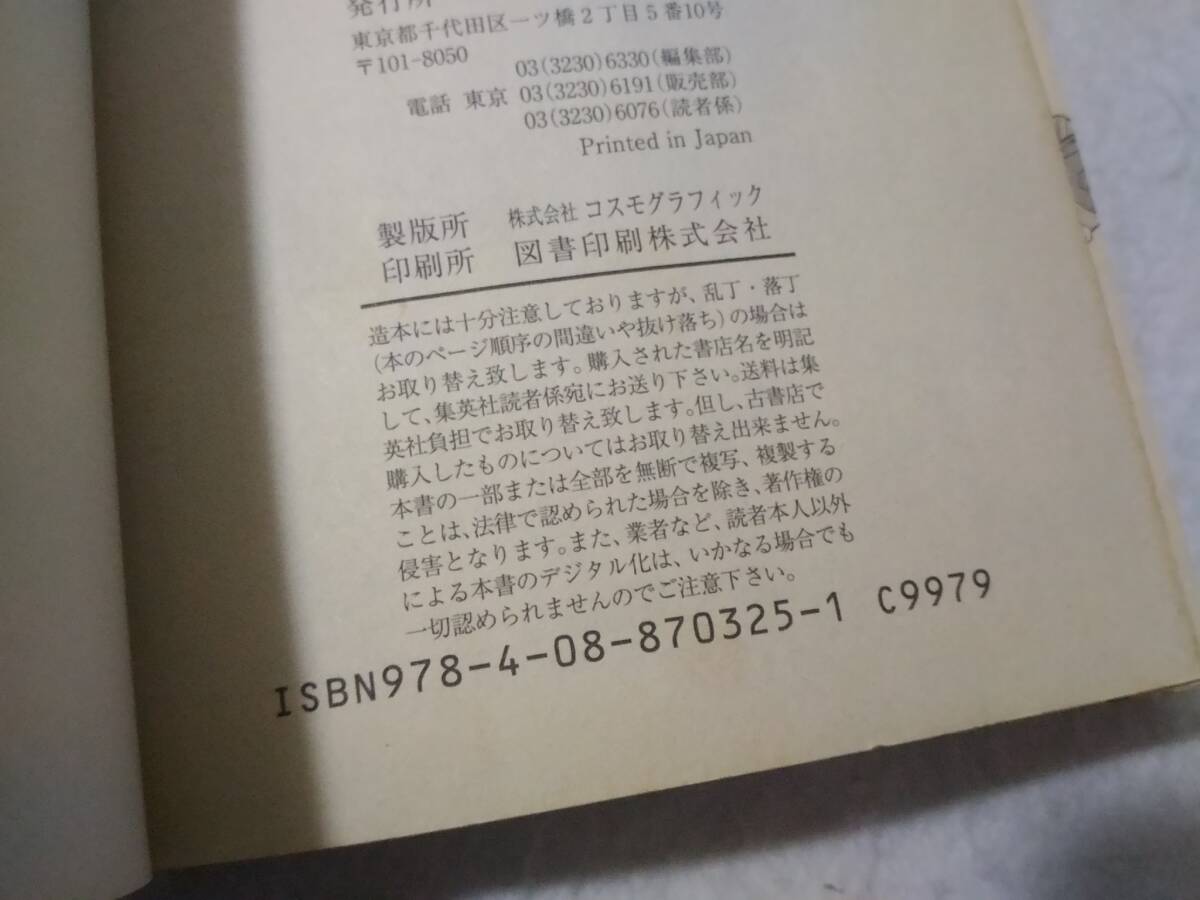 発行所
東京都千代田区一ツ橋2丁目5番10号
〒101-8050
03(3230)6330(編集部)
電話 東京 03(3230)6191(販売部)
03(3230)6076(読者係)
Printed in Japan
製版所 株式会社 コスモグラフィック
印刷所 図書印刷株式会社
造本には十分注意しておりますが、乱丁・落丁
(本のページ順序の間違いや抜け落ち)の場合は
お取り替え致します。購入された書店名を明記
して、集英社読者係宛にお送り下さい。送料は集
英社負担でお取り替え致します。但し、古書店で
購入したものについてはお取り替え出来ません。
本書の一部または全部を無断で複写、複製する
ことは、法律で認められた場合を除き、著作権の
侵害となります。また、業者など、読者本人以外
による本書のデジタル化は、いかなる場合でも
一切認められませんのでご注意下さい。
ISBN978-4-08-870325-1 C9979